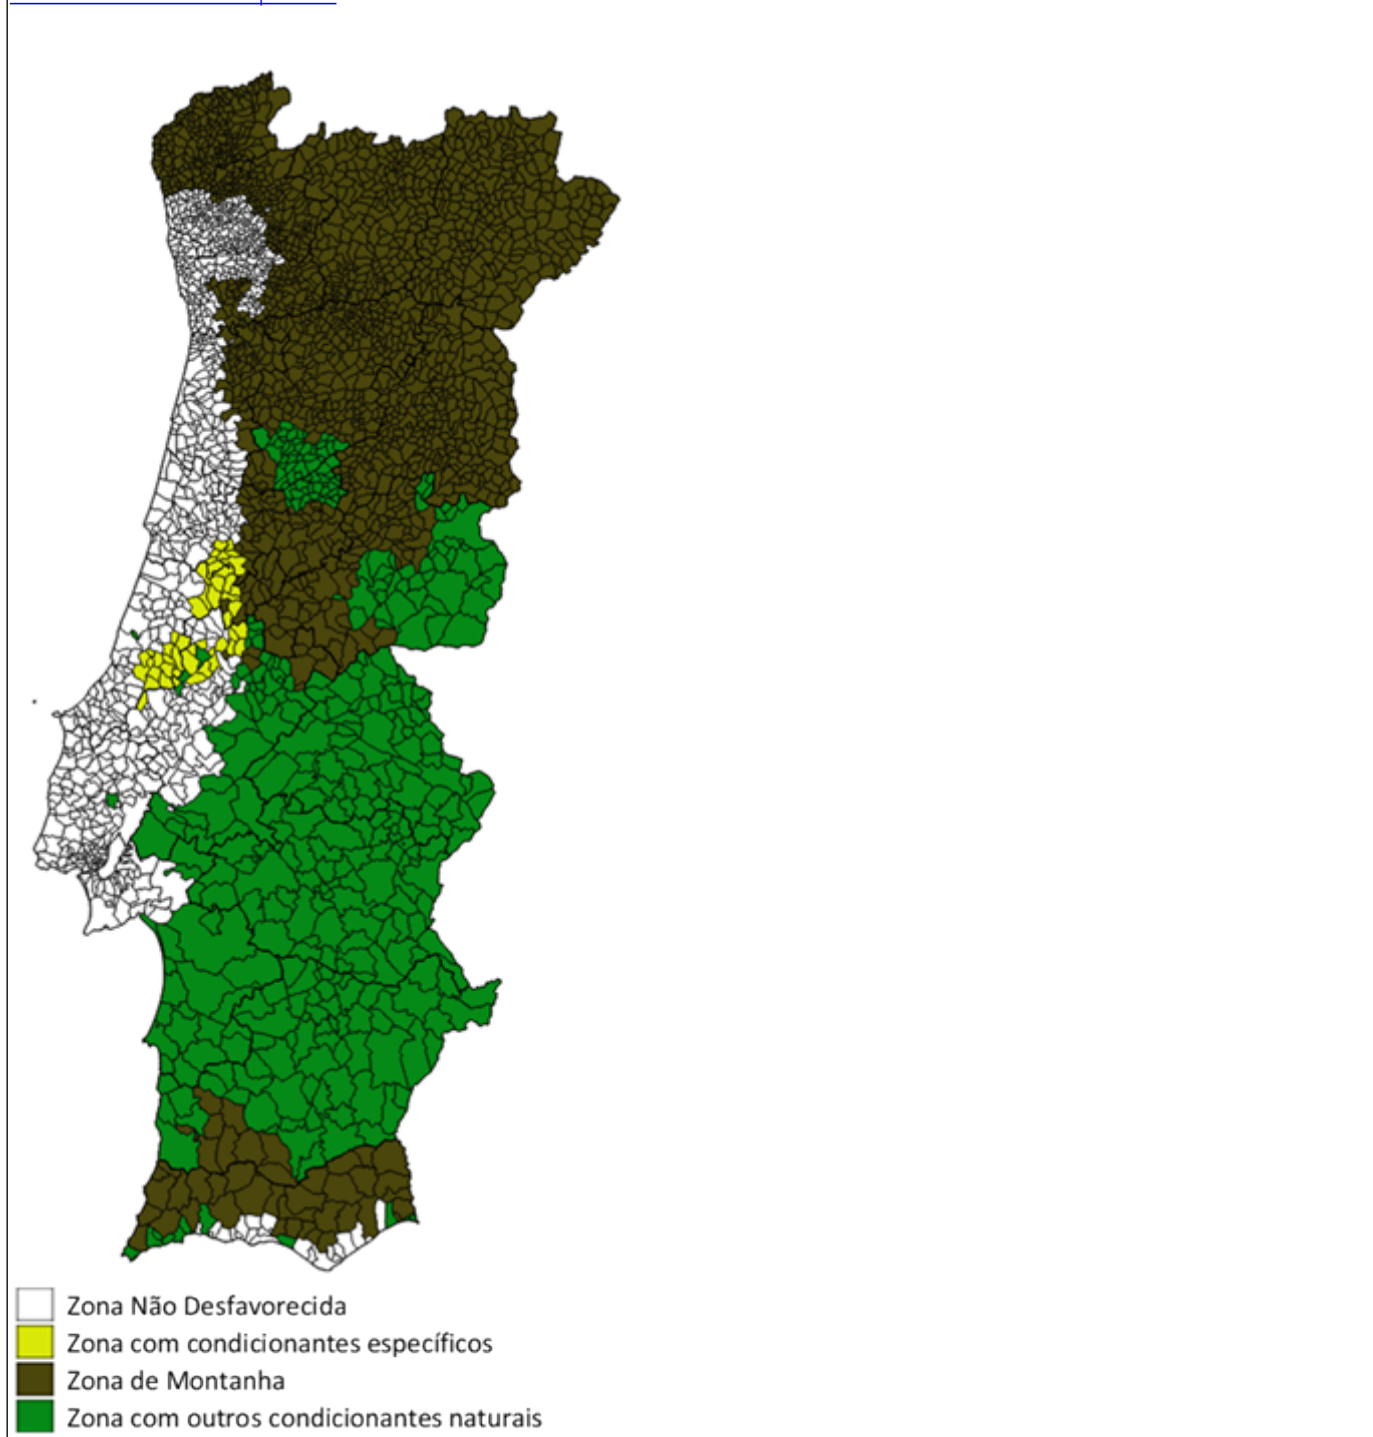 Zona Não Desfavorecida
Zona com condicionantes específicos
Zona de Montanha
Zona com outros condicionantes naturais